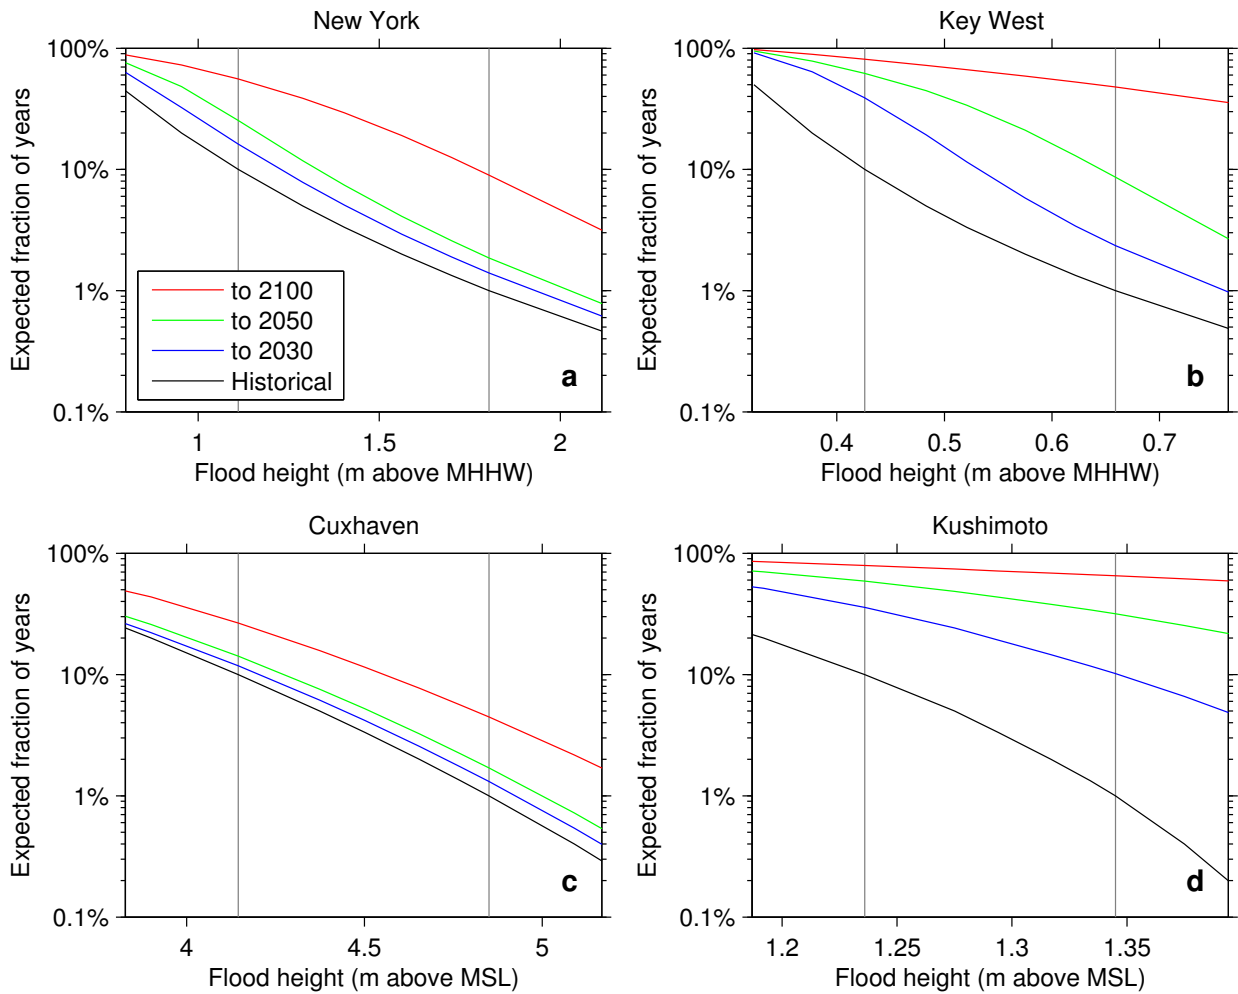 New York
Expected fraction of years
100%
10%
1%
0.1%
to 2100
to 2050
to 2030
Historical
a
1
1.5
2
Flood height (m above MHHW)
Key West
Expected fraction of years
100%
10%
1%
0.1%
b
0.4
0.5
0.6
0.7
Flood height (m above MHHW)
Cuxhaven
Expected fraction of years
100%
10%
1%
0.1%
c
4
4.5
5
Flood height (m above MSL)
Kushimoto
Expected fraction of years
100%
10%
1%
0.1%
d
1.2
1.25
1.3
1.35
Flood height (m above MSL)